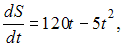 dS/dt = 120t − 5t²,